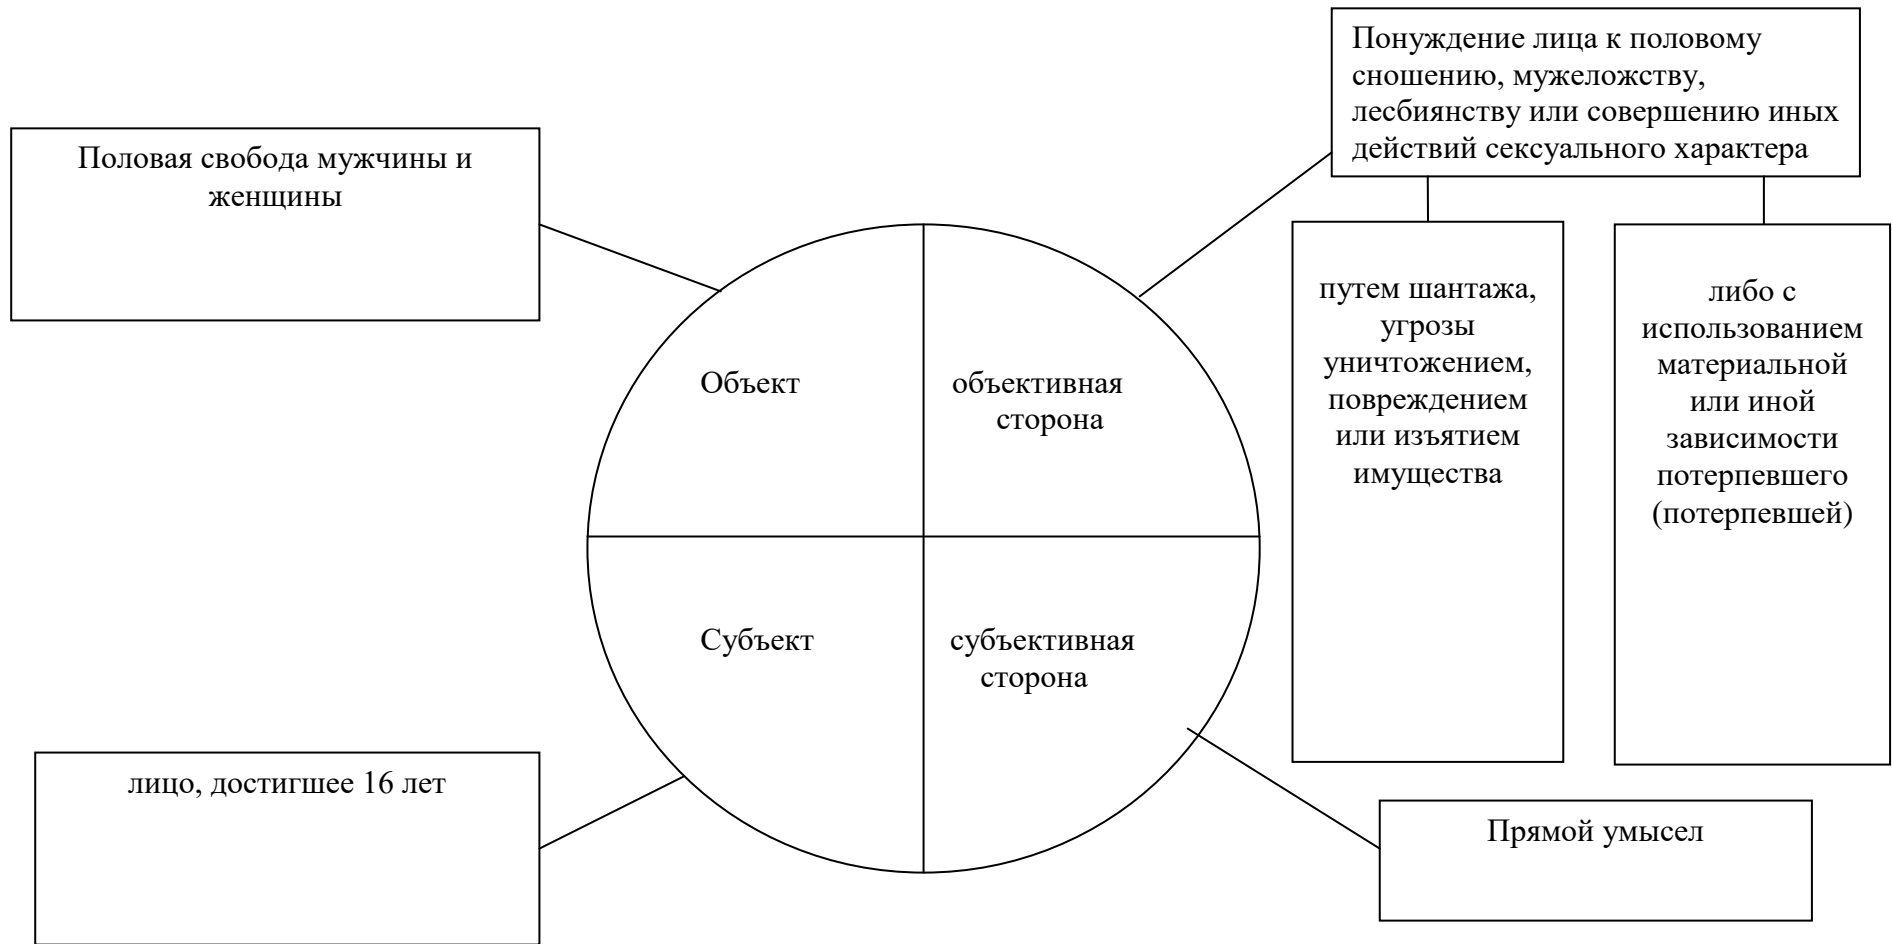 Понуждение лица к половому
сношению, мужеложству,
лесбиянству или совершению иных
действий сексуального характера
Половая свобода мужчины и
женщины
путем шантажа,
угрозы
уничтожением,
повреждением
или изъятием
имущества
либо с
использованием
материальной
или иной
зависимости
потерпевшего
(потерпевшей)
Объект
объективная
сторона
Субъект
субъективная
сторона
лицо, достигшее 16 лет
Прямой умысел